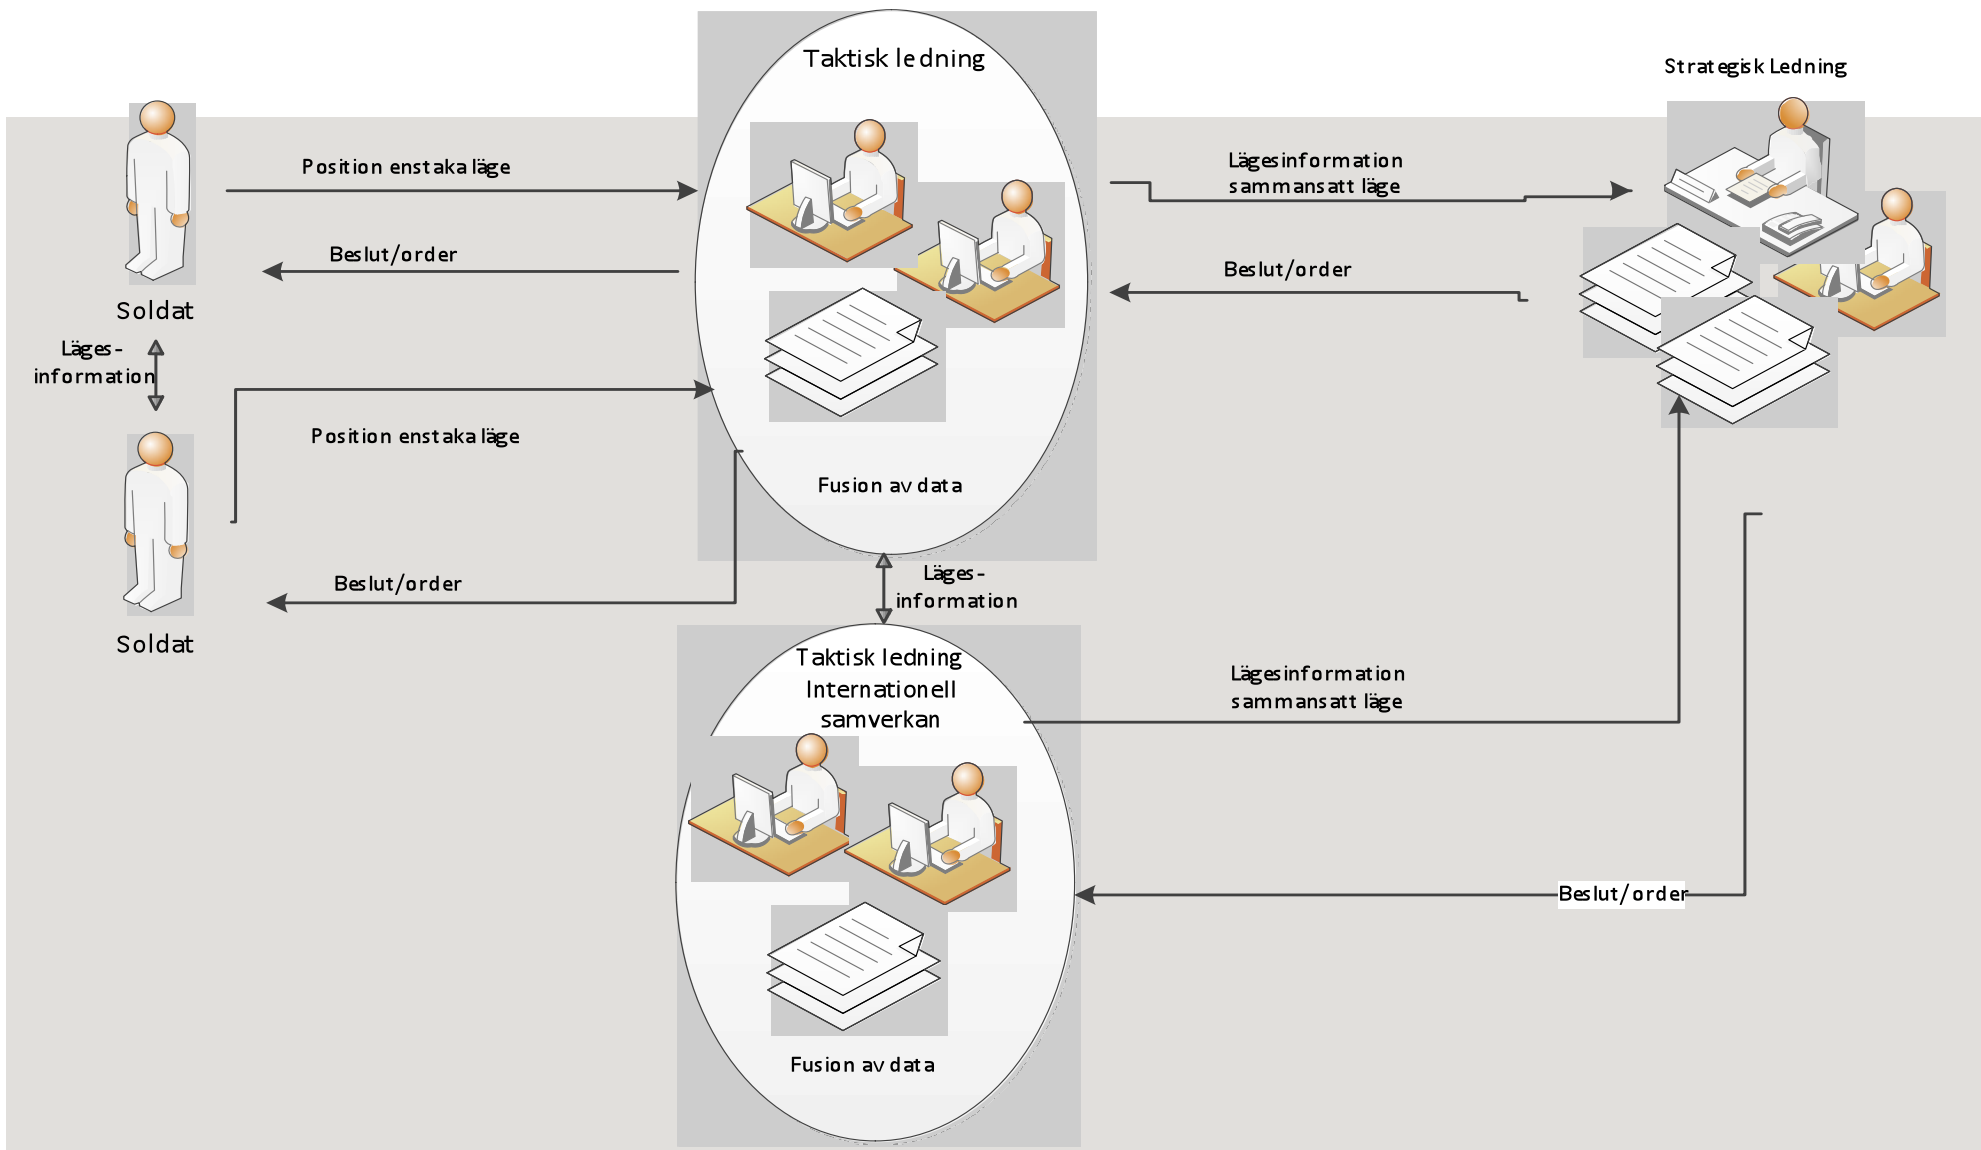 Taktisk ledning
Strategisk Ledning
Position enstaka läge
Lägesinformation
sammansatt läge
Beslut/order
Beslut/order
Soldat
Läges-
information
Position enstaka läge
Fusion av data
Beslut/order
Läges-
information
Soldat
Taktisk ledning
Internationell
samverkan
Lägesinformation
sammansatt läge
Beslut/order
Fusion av data